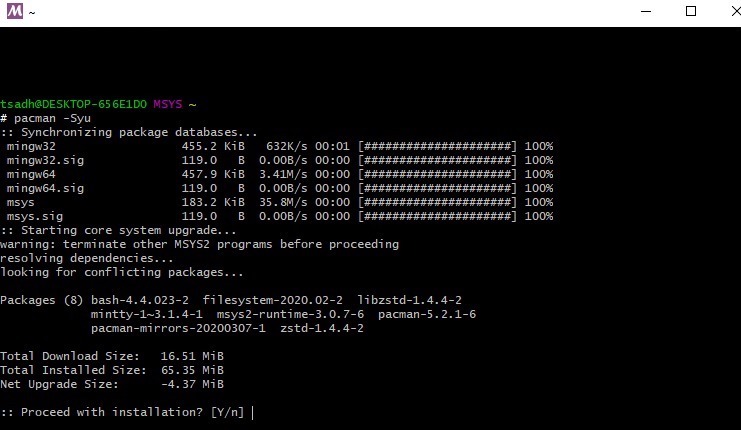 M ~
tsadh@DESKTOP-656E1DO MSYS ~
# pacman -Syu
:: Synchronizing package databases...
mingw32 455.2 KiB 632K/s 00:01 [######################] 100%
mingw32.sig 119.0 B 0.00B/s 00:00 [######################] 100%
mingw64 457.9 KiB 3.41M/s 00:00 [######################] 100%
mingw64.sig 119.0 B 0.00B/s 00:00 [######################] 100%
msys 183.2 KiB 35.8M/s 00:00 [######################] 100%
msys.sig 119.0 B 0.00B/s 00:00 [######################] 100%
:: Starting core system upgrade...
warning: terminate other MSYS2 programs before proceeding
resolving dependencies...
looking for conflicting packages...
Packages (8) bash-4.4.023-2 filesystem-2020.02-2 libzstd-1.4.4-2
mintty-1~3.1.4-1 msys2-runtime-3.0.7-6 pacman-5.2.1-6
pacman-mirrors-20200307-1 zstd-1.4.4-2
Total Download Size: 16.51 MiB
Total Installed Size: 65.35 MiB
Net Upgrade Size: -4.37 MiB
:: Proceed with installation? [Y/n]